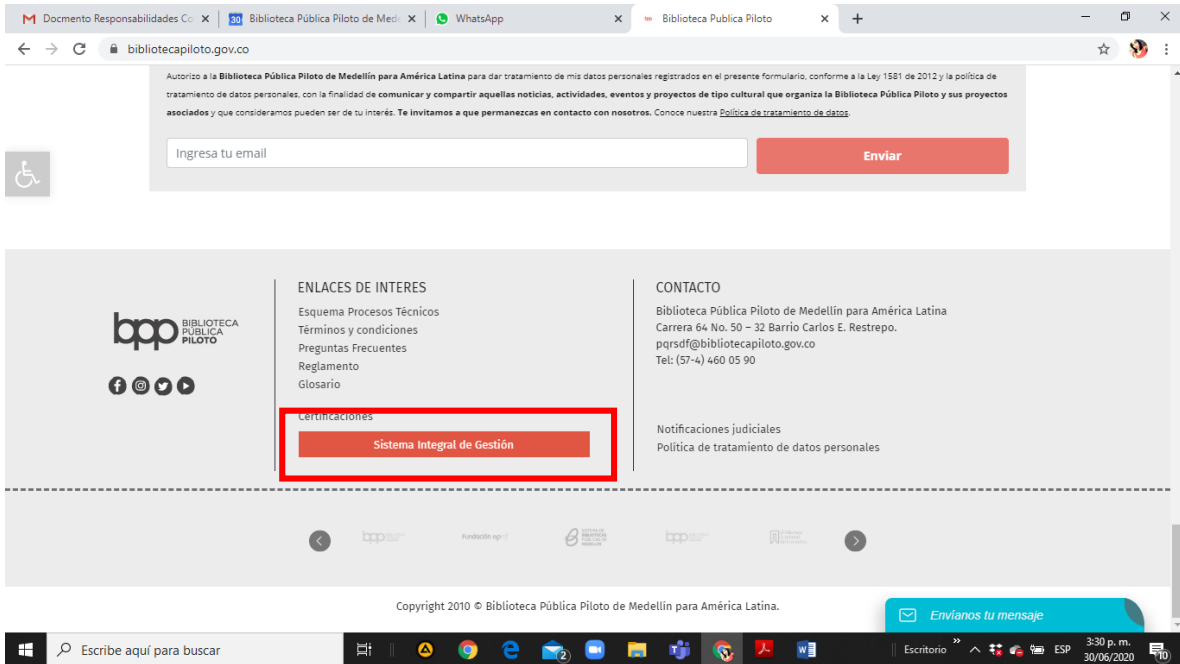 Docmento Responsabilidades Co
30 Biblioteca Pública Piloto de Mede
WhatsApp
Biblioteca Publica Piloto
bibliotecapiloto.gov.co
Autorizo a la Biblioteca Pública Piloto de Medellín para América Latina para dar tratamiento de mis datos personales registrados en el presente formulario, conforme a la Ley 1581 de 2012 y la política de
tratamiento de datos personales, con la finalidad de comunicar y compartir aquellas noticias, actividades, eventos y proyectos de tipo cultural que organiza la Biblioteca Pública Piloto y sus proyectos
asociados y que consideramos pueden ser de tu interés. Te invitamos a que permanezcas en contacto con nosotros. Conoce nuestra Política de tratamiento de datos.
Ingresa tu email
Enviar
bpp BIBLIOTECA
PÚBLICA
PILOTO
ENLACES DE INTERES
Esquema Procesos Técnicos
Términos y condiciones
Preguntas Frecuentes
Reglamento
Glosario
Certificaciones
Sistema Integral de Gestión
CONTACTO
Biblioteca Pública Piloto de Medellín para América Latina
Carrera 64 No. 50 – 32 Barrio Carlos E. Restrepo.
pqrsdf@bibliotecapiloto.gov.co
Tel: (57-4) 460 05 90
Notificaciones judiciales
Política de tratamiento de datos personales
bpp
Fundación epm
bpp
Copyright 2010 © Biblioteca Pública Piloto de Medellín para América Latina.
Envíanos tu mensaje
Escribe aquí para buscar
2
Escritorio
ESP
3:30 p. m.
30/06/2020
10